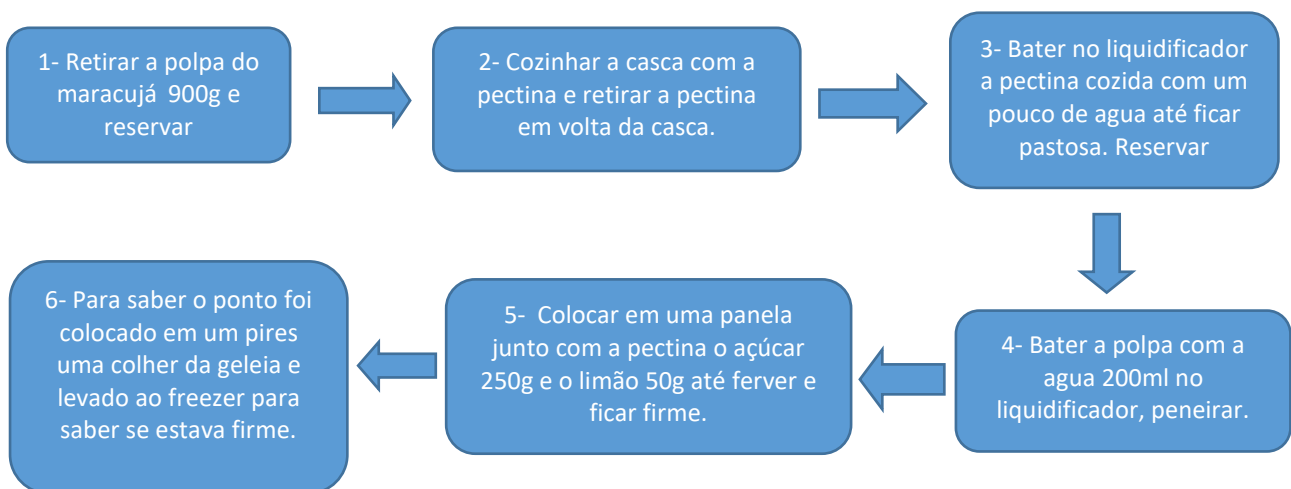 1- Retirar a polpa do
maracujá  900g e
reservar
2- Cozinhar a casca com a
pectina e retirar a pectina
em volta da casca.
3- Bater no liquidificador
a pectina cozida com um
pouco de agua até ficar
pastosa. Reservar
4- Bater a polpa com a
agua 200ml no
liquidificador, peneirar.
5-  Colocar em uma panela
junto com a pectina o açúcar
250g e o limão 50g até ferver e
ficar firme.
6- Para saber o ponto foi
colocado em um pires
uma colher da geleia e
levado ao freezer para
saber se estava firme.